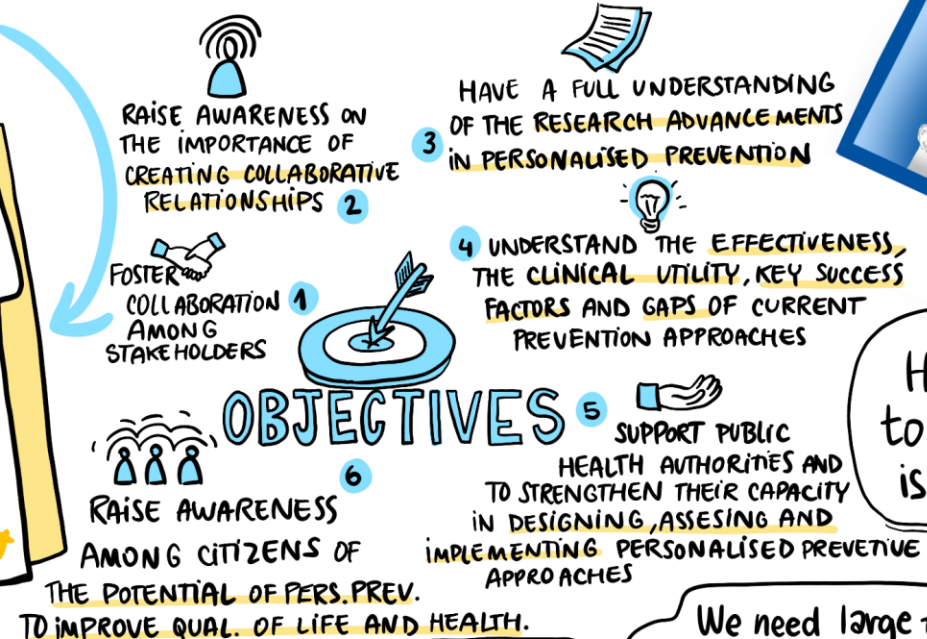 RAISE AWARENESS ON
THE IMPORTANCE OF
CREATING COLLABORATIVE
RELATIONSHIPS 2
HAVE A FULL UNDERSTANDING
3 OF THE RESEARCH ADVANCEMENTS
IN PERSONALISED PREVENTION
FOSTER
COLLABORATION 1
AMONG
STAKEHOLDERS
4 UNDERSTAND THE EFFECTIVENESS,
THE CLINICAL UTILITY, KEY SUCCESS
FACTORS AND GAPS OF CURRENT
PREVENTION APPROACHES
OBJECTIVES
5
SUPPORT PUBLIC
HEALTH AUTHORITIES AND
TO STRENGTHEN THEIR CAPACITY
IN DESIGNING, ASSESING AND
IMPLEMENTING PERSONALISED PREVETIVE
APPROACHES
6
RAISE AWARENESS
AMONG CITIZENS OF
THE POTENTIAL OF PERS. PREV.
TO IMPROVE QUAL. OF LIFE AND HEALTH.
to
is
We need large